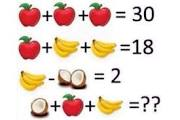 + + = 30
+ + =18
- = 2
+ + =??